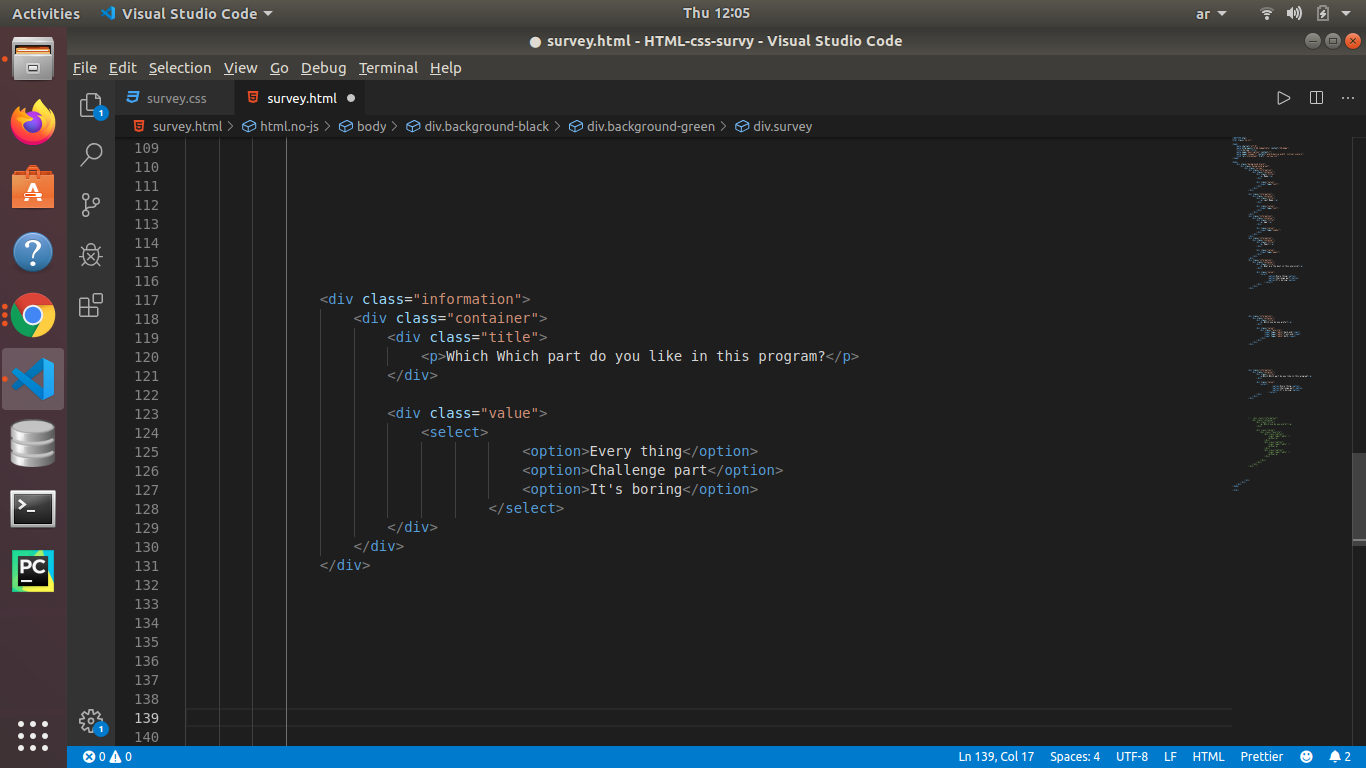 Activities Visual Studio Code Thu 12:05 ar
● survey.html - HTML-css-survy - Visual Studio Code
File Edit Selection View Go Debug Terminal Help
1 survey.css survey.html
survey.html html.no-js body div.background-black div.background-green div.survey
109
110
111
112
113
114
115
116
117 <div class="information">
118 <div class="container">
119 <div class="title">
120 <p>Which Which part do you like in this program?</p>
121 </div>
122
123 <div class="value">
124 <select>
125 <option>Every thing</option>
126 <option>Challenge part</option>
127 <option>It's boring</option>
128 </select>
129 </div>
130 </div>
131 </div>
132
133
134
135
136
137
138
139
140
PC
1
0 0 Ln 139, Col 17 Spaces: 4 UTF-8 LF HTML Prettier 2